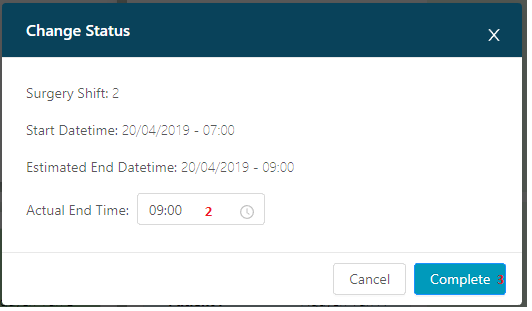 Change Status X
Surgery Shift: 2
Start Datetime: 20/04/2019 - 07:00
Estimated End Datetime: 20/04/2019 - 09:00
Actual End Time: 09:00 2
Cancel Complete 3